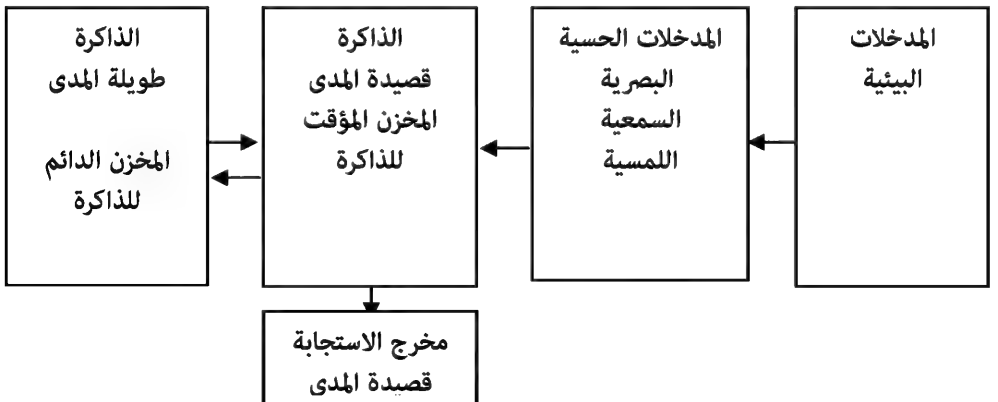 المدخلات
البيئية
المدخلات الحسية
البصرية
السمعية
اللمسية
الذاكرة
قصيدة المدى
المخزن المؤقت
للذاكرة
الذاكرة
طويلة المدى
المخزن الدائم
للذاكرة
مخرج الاستجابة
قصيدة المدى